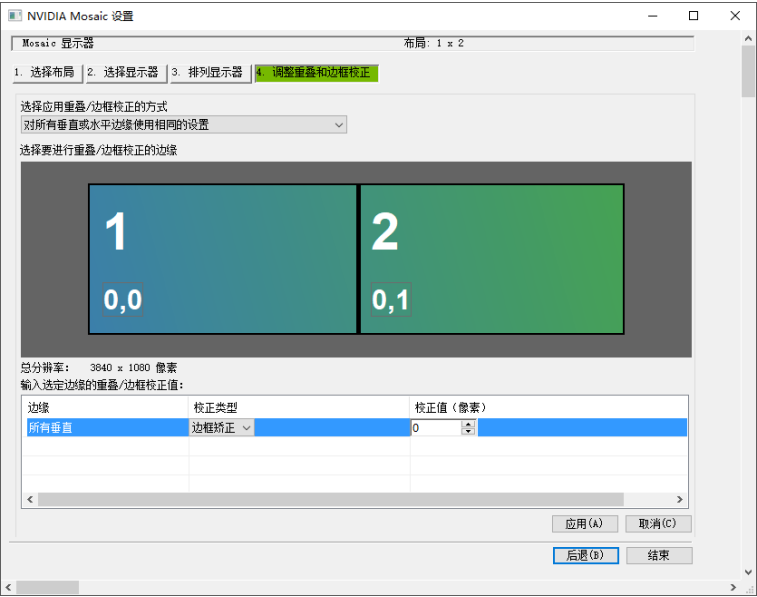 NVIDIA Mosaic 设置
Mosaic 显示器 布局: 1 x 2
1. 选择布局 2. 选择显示器 3. 排列显示器 4. 调整重叠和边框校正
选择应用重叠/边框校正的方式
对所有垂直或水平边缘使用相同的设置
选择要进行重叠/边框校正的边缘
1 2
0,0 0,1
总分辨率: 3840 x 1080 像素
输入选定边缘的重叠/边框校正值:
边缘 校正类型 校正值 (像素)
所有垂直 边框矫正 0
应用(A) 取消(C)
后退(B) 结束